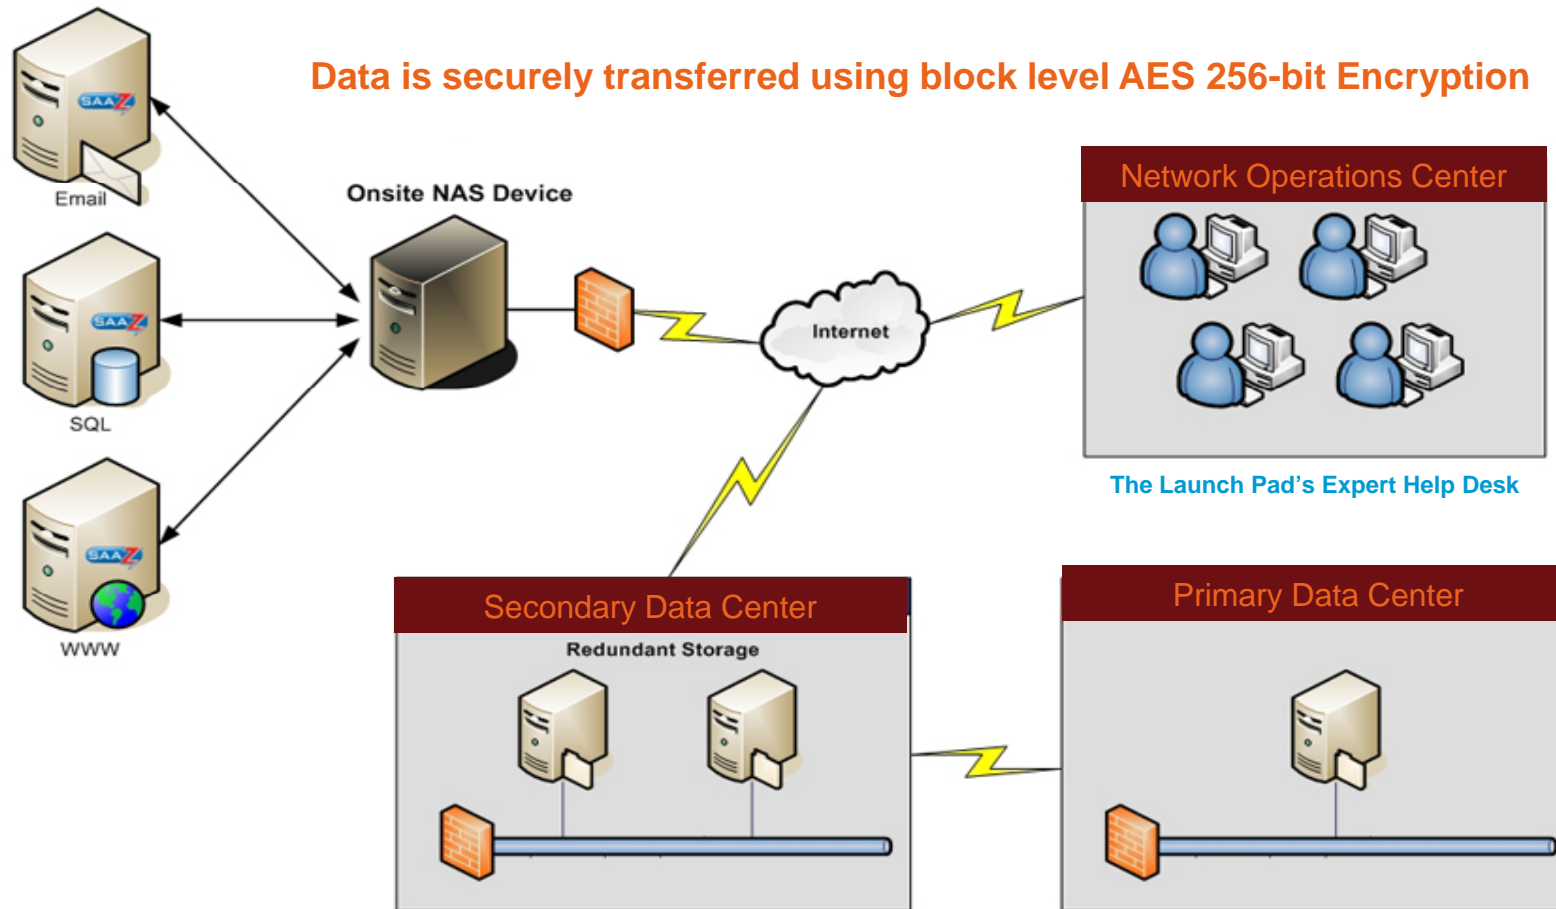 Data is securely transferred using block level AES 256-bit Encryption
SAAZ
Email
Onsite NAS Device
Network Operations Center
SAAZ
SQL
Internet
The Launch Pad’s Expert Help Desk
SAAZ
WWW
Secondary Data Center
Redundant Storage
Primary Data Center